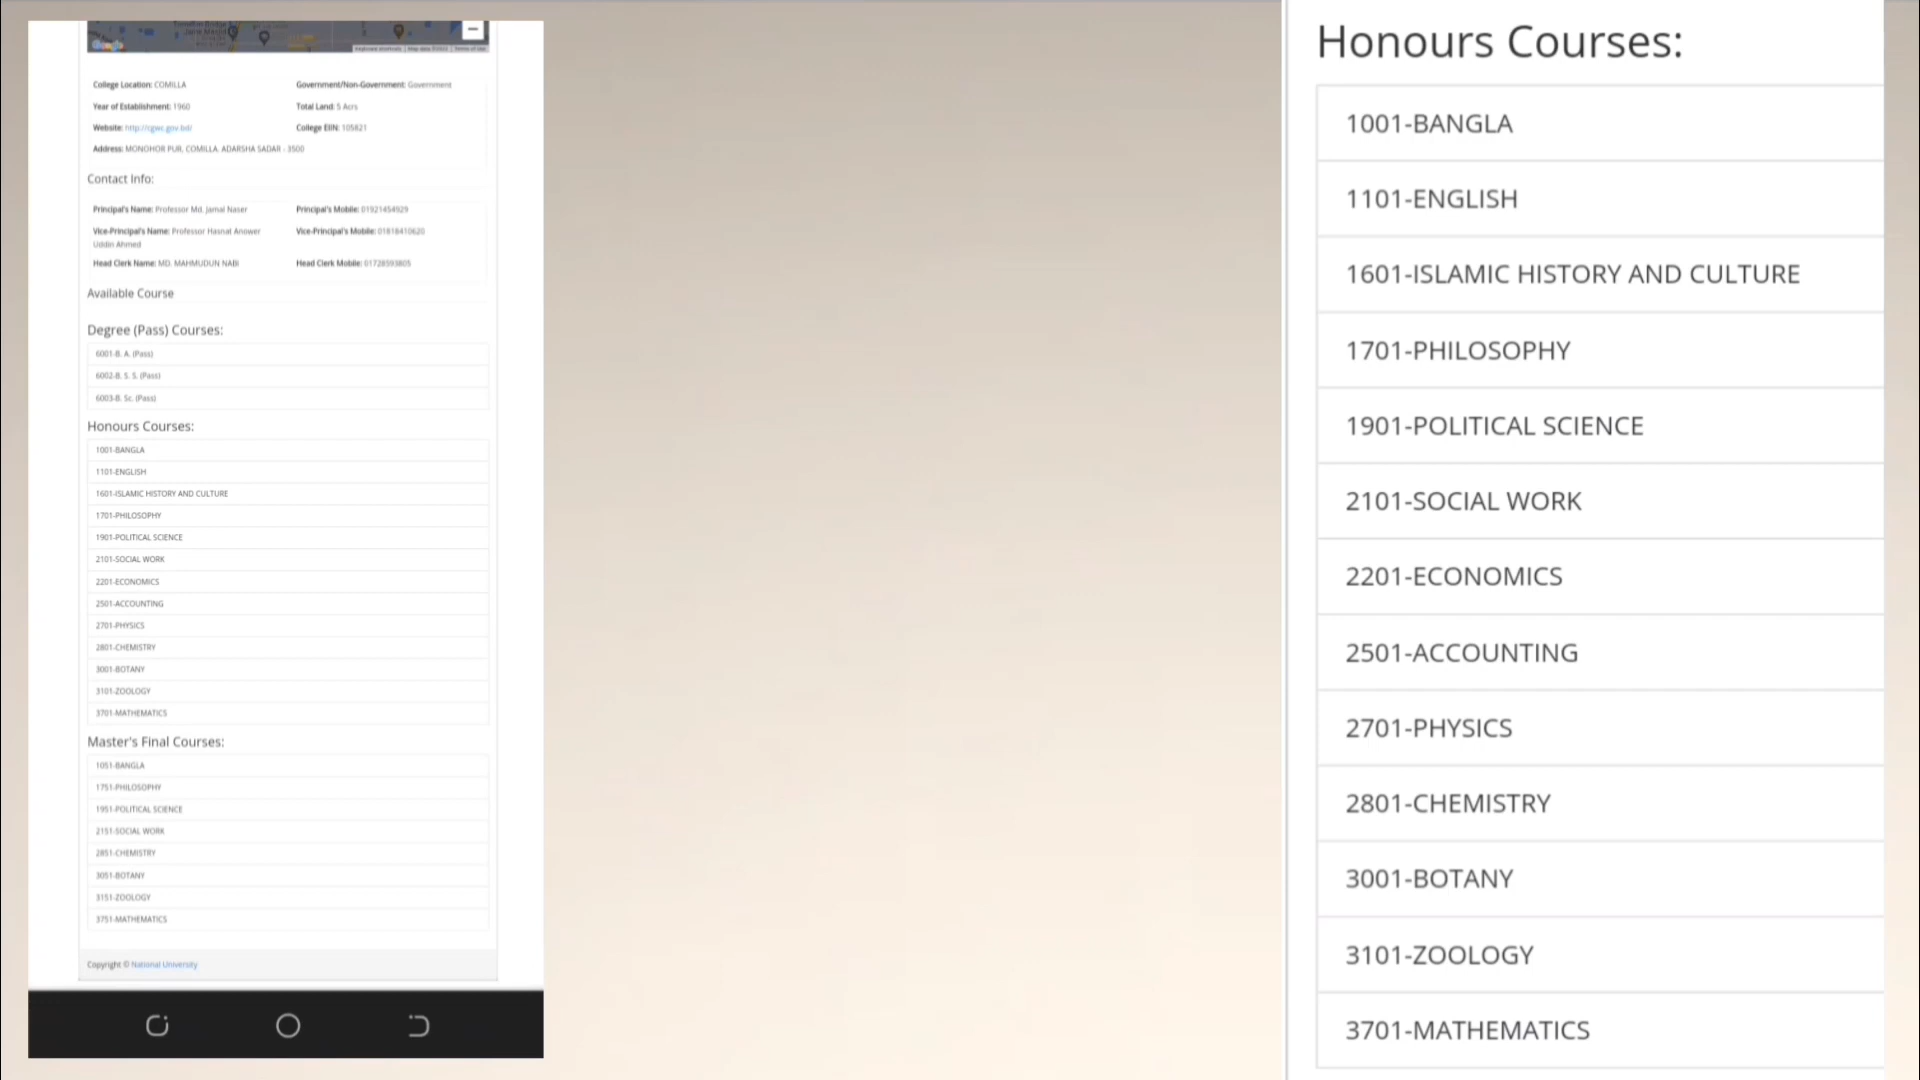 Google
College Location: COMILLA
Government/Non-Government: Government
Year of Establishment: 1960
Total Land: 5 Acrs
Website: http://cgwc.gov.bd/
College EIIN: 105821
Address: MONOHOR PUR, COMILLA. ADARSHA SADAR - 3500
Contact Info:
Principal's Name: Professor Md. Jamal Naser
Principal's Mobile: 01921454929
Vice-Principal's Name: Professor Hasnat Anower
Uddin Ahmed
Vice-Principal's Mobile: 01818410620
Head Clerk Name: MD. MAHMUDUN NABI
Head Clerk Mobile: 01728593805
Available Course
Degree (Pass) Courses:
6001-B. A. (Pass)
6002-B. S. S. (Pass)
6003-B. Sc. (Pass)
Honours Courses:
1001-BANGLA
1101-ENGLISH
1601-ISLAMIC HISTORY AND CULTURE
1701-PHILOSOPHY
1901-POLITICAL SCIENCE
2101-SOCIAL WORK
2201-ECONOMICS
2501-ACCOUNTING
2701-PHYSICS
2801-CHEMISTRY
3001-BOTANY
3101-ZOOLOGY
3701-MATHEMATICS
Master's Final Courses:
1051-BANGLA
1751-PHILOSOPHY
1951-POLITICAL SCIENCE
2151-SOCIAL WORK
2851-CHEMISTRY
3051-BOTANY
3151-ZOOLOGY
3751-MATHEMATICS
Copyright © National University
Honours Courses:
1001-BANGLA
1101-ENGLISH
1601-ISLAMIC HISTORY AND CULTURE
1701-PHILOSOPHY
1901-POLITICAL SCIENCE
2101-SOCIAL WORK
2201-ECONOMICS
2501-ACCOUNTING
2701-PHYSICS
2801-CHEMISTRY
3001-BOTANY
3101-ZOOLOGY
3701-MATHEMATICS